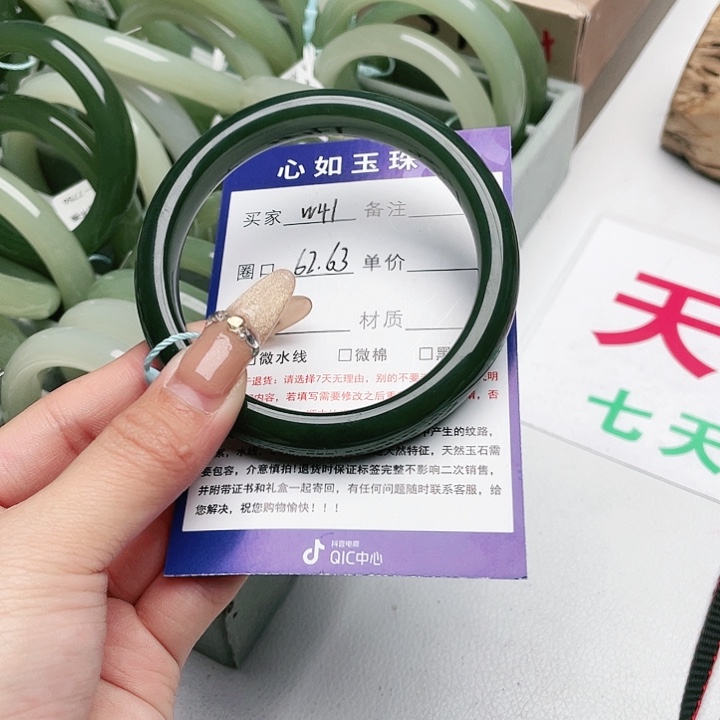 心如玉珠
买家 W41 备注
圈口 62.63 单价
材质
微水线 □微棉 □黑
退货：请选择7天无理由，别的不要
内容，若填写需要修改之后
产生的纹路，
天然特征，天然玉石需
要包容，介意慎拍!退货时保证标签完整不影响二次销售，
并附带证书和礼盒一起寄回，有任何问题随时联系客服，给
您解决，祝您购物愉快！！！
抖音电商
QIC中心
天
七天